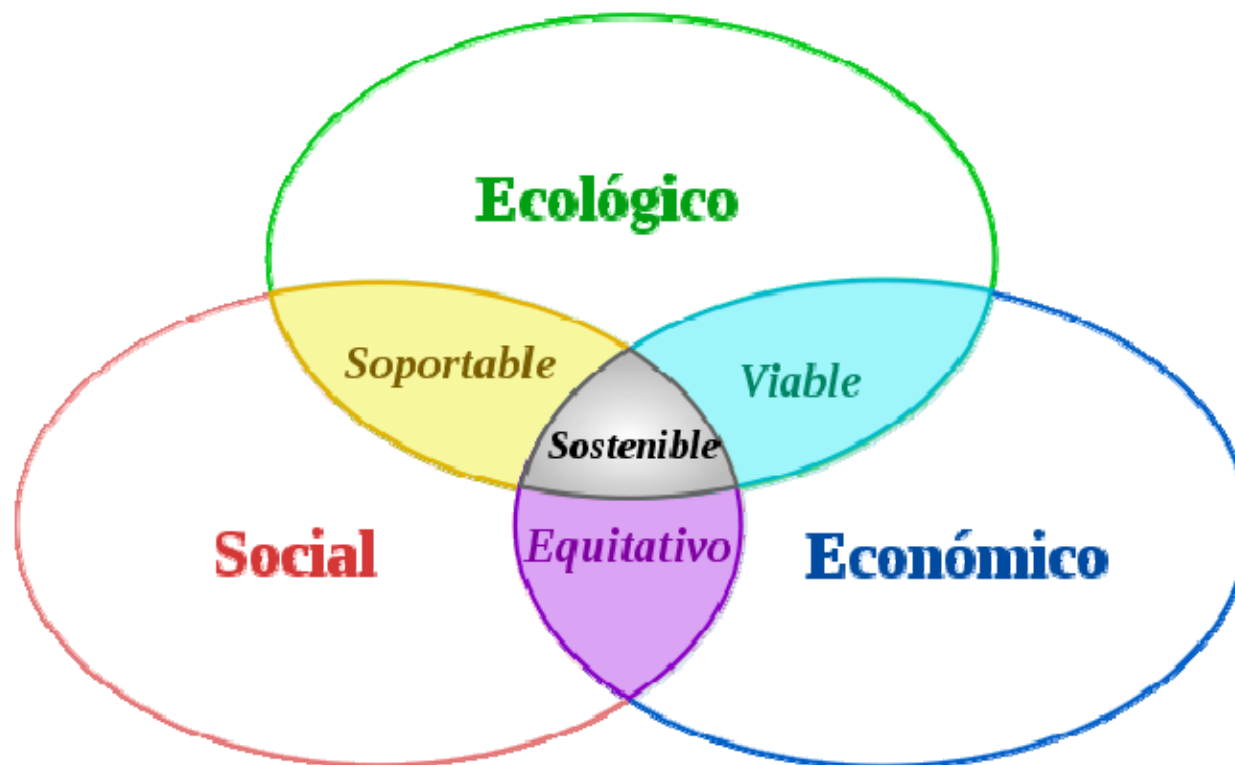 Ecológico
Soportable
Viable
Sostenible
Social
Equitativo
Económico